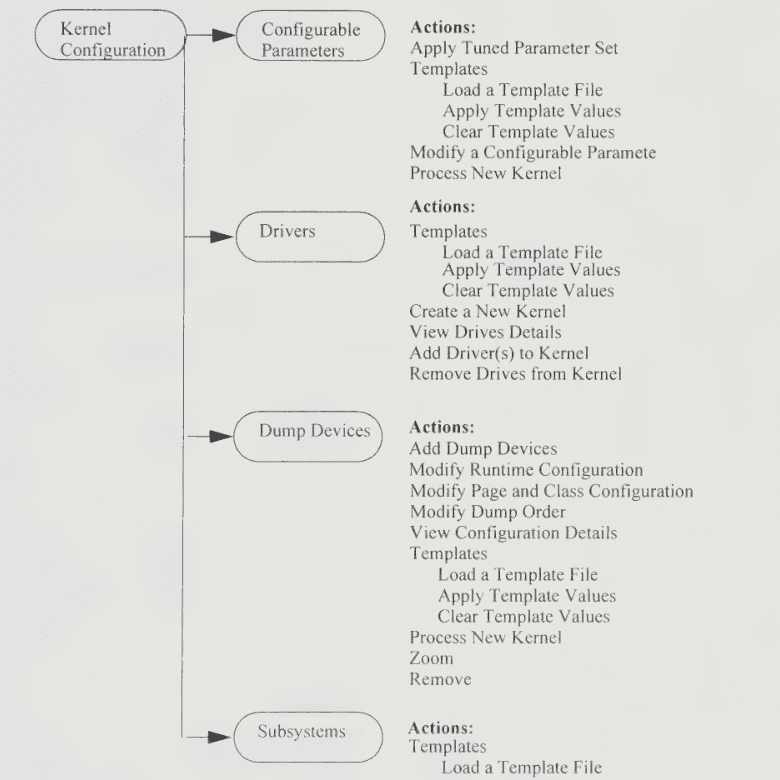 Kernel
Configuration
Configurable
Parameters
Actions:
Apply Tuned Parameter Set
Templates
Load a Template File
Apply Template Values
Clear Template Values
Modify a Configurable Paramete
Process New Kernel
Drivers
Actions:
Templates
Load a Template File
Apply Template Values
Clear Template Values
Create a New Kernel
View Drives Details
Add Driver(s) to Kernel
Remove Drives from Kernel
Dump Devices
Actions:
Add Dump Devices
Modify Runtime Configuration
Modify Page and Class Configuration
Modify Dump Order
View Configuration Details
Templates
Load a Template File
Apply Template Values
Clear Template Values
Process New Kernel
Zoom
Remove
Subsystems
Actions:
Templates
Load a Template File